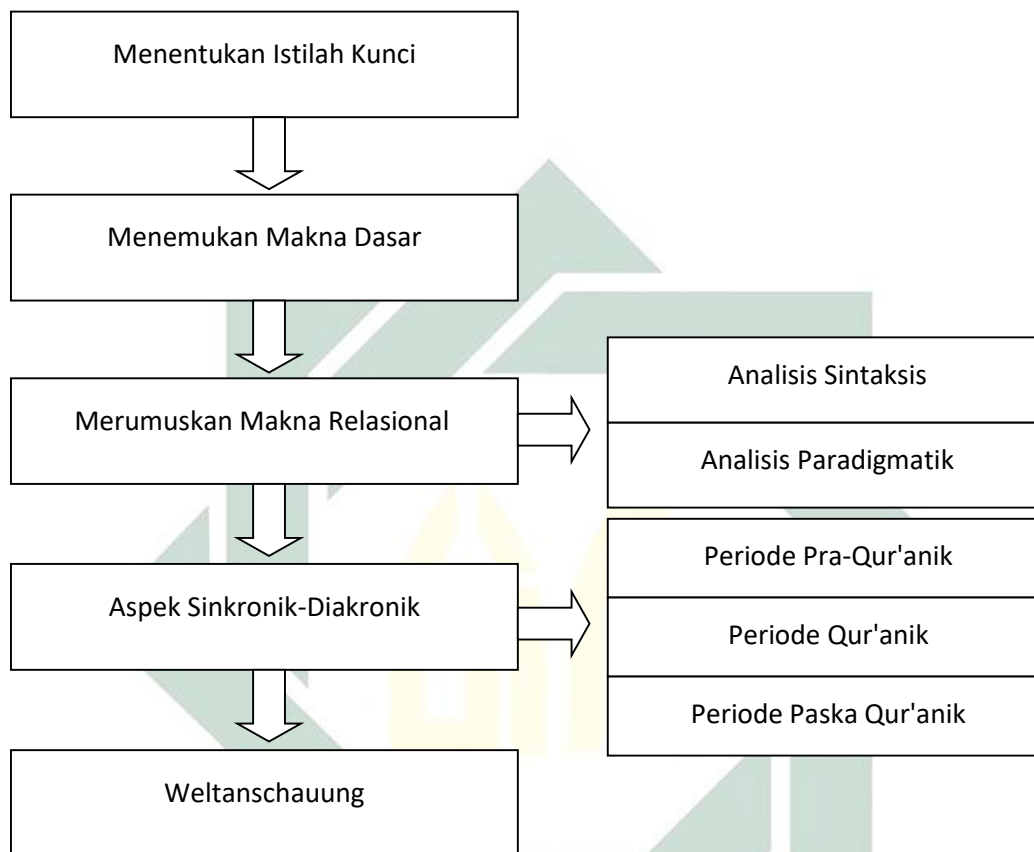 Menentukan Istilah Kunci
Menemukan Makna Dasar
Merumuskan Makna Relasional
Analisis Sintaksis
Analisis Paradigmatik
Aspek Sinkronik-Diakronik
Periode Pra-Qur'anik
Periode Qur'anik
Periode Paska Qur'anik
Weltanschauung